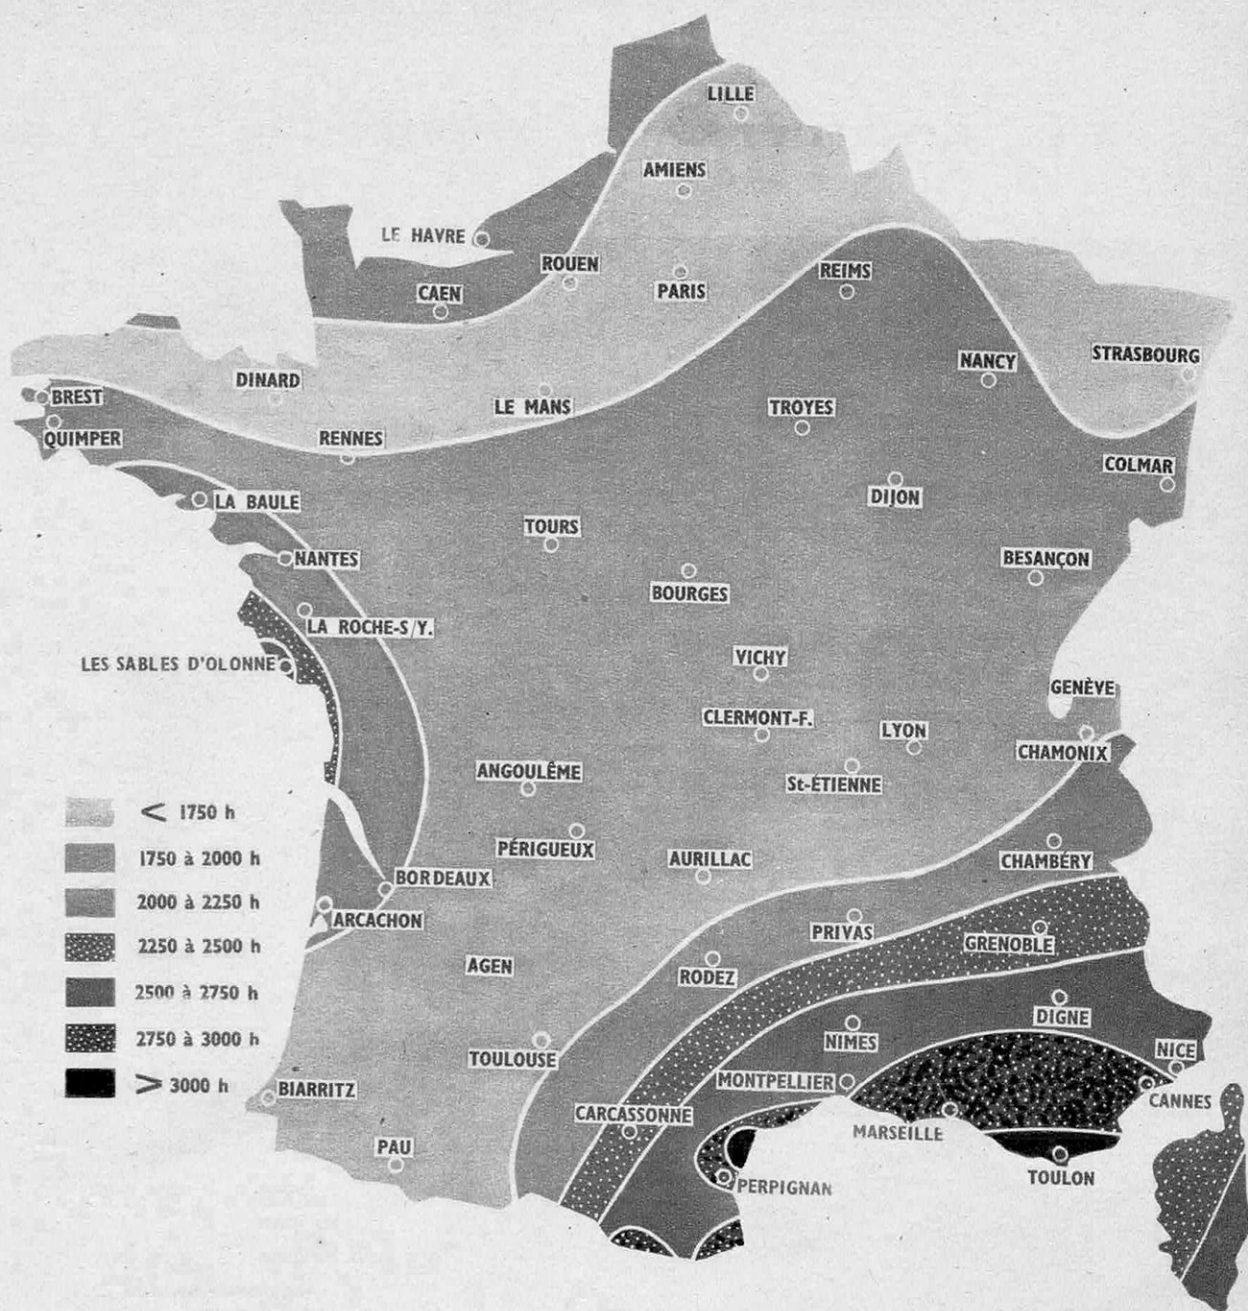 LILLE
AMIENS
LE HAVRE
ROUEN
REIMS
CAEN
PARIS
STRASBOURG
NANCY
DINARD
BREST
LE MANS
TROYES
QUIMPER
RENNES
COLMAR
LA BAULE
DIJON
TOURS
NANTES
BESANÇON
BOURGES
LA ROCHE-S/Y.
LES SABLES D'OLONNE
VICHY
GENÈVE
CLERMONT-F.
LYON
CHAMONIX
ANGOULÊME
St-ÉTIENNE
PÉRIGUEUX
AURILLAC
CHAMBÉRY
BORDEAUX
ARCACHON
PRIVAS
GRENOBLE
AGEN
RODEZ
DIGNE
NIMES
TOULOUSE
NICE
MONTPELLIER
BIARRITZ
CANNES
CARCASSONNE
MARSEILLE
PAU
TOULON
PERPIGNAN
< 1750 h
1750 à 2000 h
2000 à 2250 h
2250 à 2500 h
2500 à 2750 h
2750 à 3000 h
> 3000 h